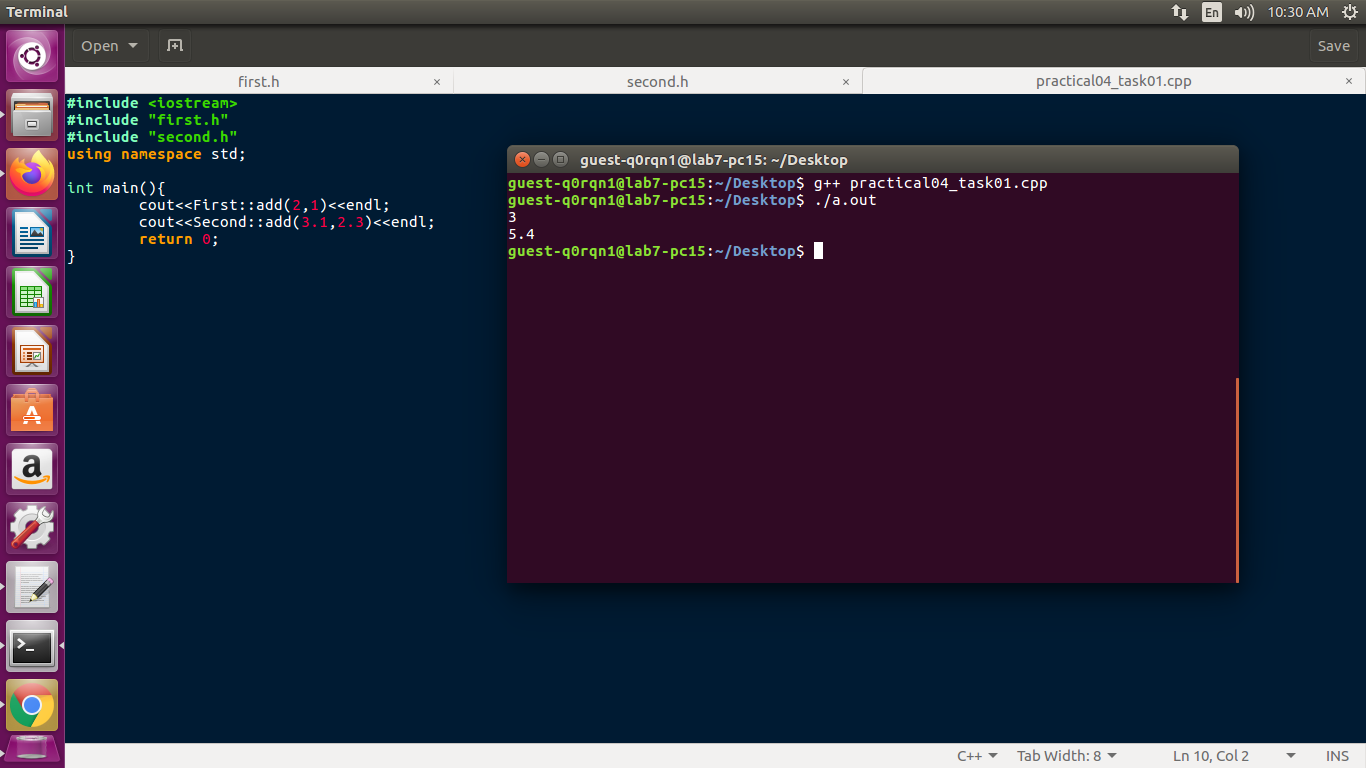 Terminal
En
10:30 AM
Open
Save
first.h ×
second.h ×
practical04_task01.cpp ×
#include <iostream>
#include "first.h"
#include "second.h"
using namespace std;
int main(){
cout<<First::add(2,1)<<endl;
cout<<Second::add(3.1,2.3)<<endl;
return 0;
}
guest-q0rqn1@lab7-pc15: ~/Desktop
guest-q0rqn1@lab7-pc15:~/Desktop$ g++ practical04_task01.cpp
guest-q0rqn1@lab7-pc15:~/Desktop$ ./a.out
3
5.4
guest-q0rqn1@lab7-pc15:~/Desktop$
C++ Tab Width: 8 Ln 10, Col 2 INS